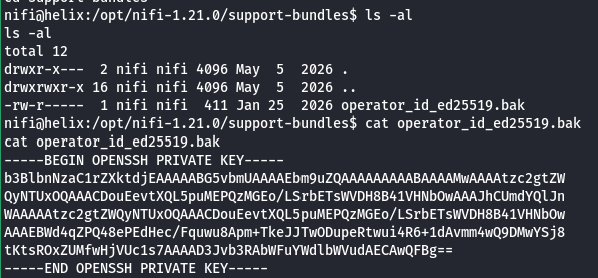 nifi@helix:/opt/nifi-1.21.0/support-bundles$ ls -al
ls -al
total 12
drwxr-x---  2 nifi nifi 4096 May  5  2026 .
drwxrwxr-x 16 nifi nifi 4096 May  5  2026 ..
-rw-r-----  1 nifi nifi  411 Jan 25  2026 operator_id_ed25519.bak
nifi@helix:/opt/nifi-1.21.0/support-bundles$ cat operator_id_ed25519.bak
cat operator_id_ed25519.bak
-----BEGIN OPENSSH PRIVATE KEY-----
b3BlbnNzaC1rZXktdjEAAAAABG5vbmUAAAAEbm9uZQAAAAAAAAABAAAAMwAAAAtzc2gtZW
QyNTUxOQAAACDouEevtXQL5puMEPQzMGEo/LSrbETsWVDH8B41VHNbOwAAAJhCUmdYQlJn
WAAAAAtzc2gtZWQyNTUxOQAAACDouEevtXQL5puMEPQzMGEo/LSrbETsWVDH8B41VHNbOw
AAAEBWd4qZPQ48ePEdHec/Fquwu8Apm+TkeJJTwODupeRtwui4R6+1dAvmm4wQ9DMwYSj8
tKtsROxZUMfwHjVUc1s7AAAAD3Jvb3RAbWFuYWdlbWVudAECAwQFBg==
-----END OPENSSH PRIVATE KEY-----